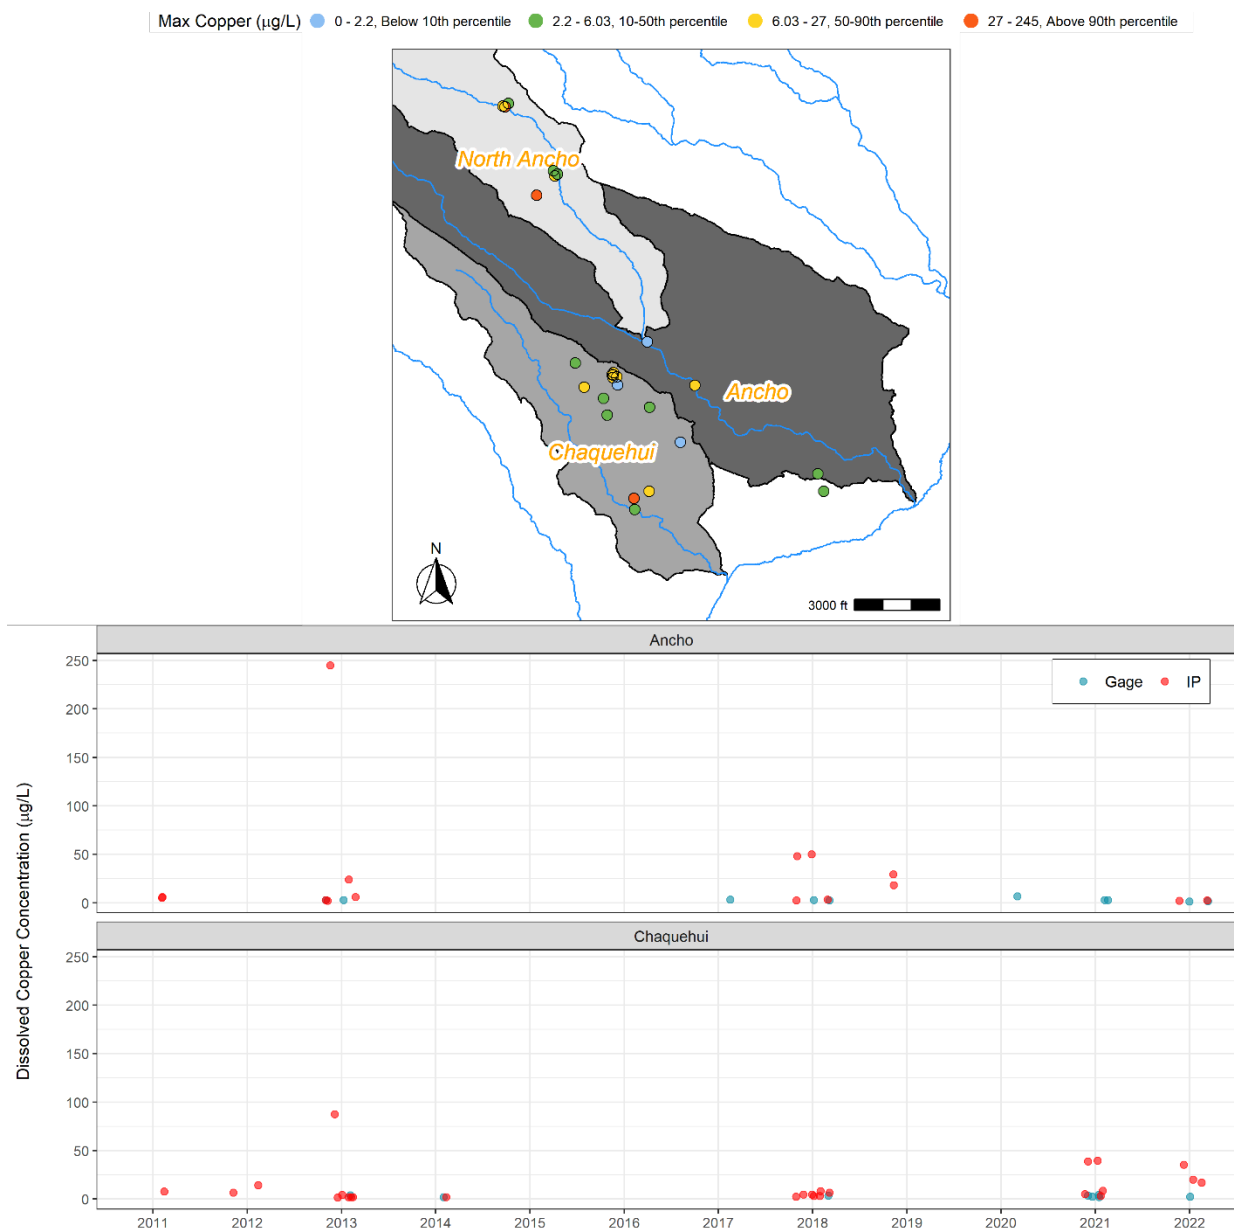 Max Copper (µg/L) 0 - 2.2, Below 10th percentile 2.2 - 6.03, 10-50th percentile 6.03 - 27, 50-90th percentile 27 - 245, Above 90th percentile
North Ancho
Ancho
Chaquehui
N
3000 ft
Ancho
250
200
150
100
50
0
Gage IP
Dissolved Copper Concentration (µg/L)
Chaquehui
250
200
150
100
50
0
2011 2012 2013 2014 2015 2016 2017 2018 2019 2020 2021 2022